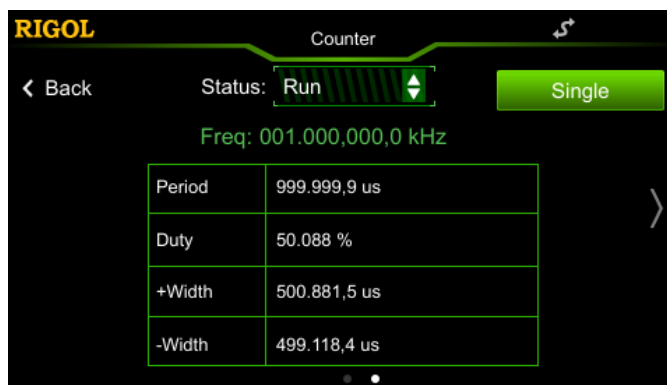 RIGOL
Counter
Back
Status: Run
Single
Freq: 001.000,000,0 kHz
Period 999.999,9 us
Duty 50.088 %
+Width 500.881,5 us
-Width 499.118,4 us